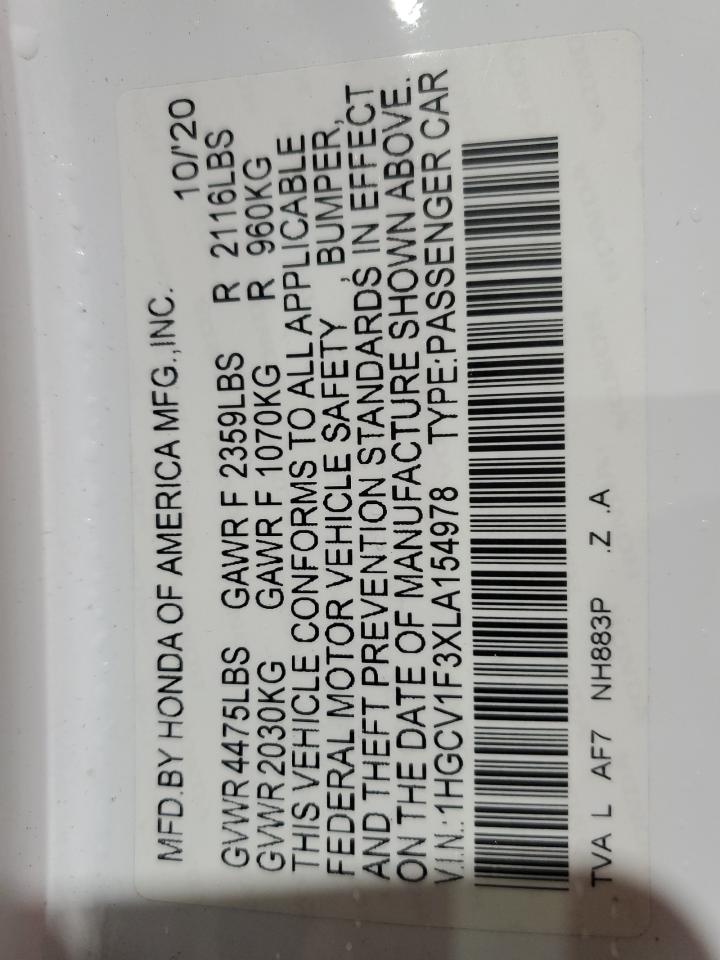 MFD.BY HONDA OF AMERICA MFG.,INC. 10/'20
GVWR 4475LBS GAWR F 2359LBS R 2116LBS
GVWR 2030KG GAWR F 1070KG R 960KG
THIS VEHICLE CONFORMS TO ALL APPLICABLE
FEDERAL MOTOR VEHICLE SAFETY , BUMPER,
AND THEFT PREVENTION STANDARDS IN EFFECT
ON THE DATE OF MANUFACTURE SHOWN ABOVE.
V.I.N.:1HGCV1F3XLA154978 TYPE:PASSENGER CAR
TVA L AF7 NH883P .Z .A